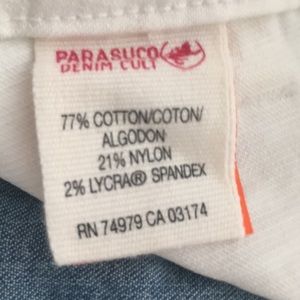 PARASUCO
DENIM CULT
77% COTTON/COTON/
ALGODON
21% NYLON
2% LYCRA® SPANDEX
RN 74979 CA 03174